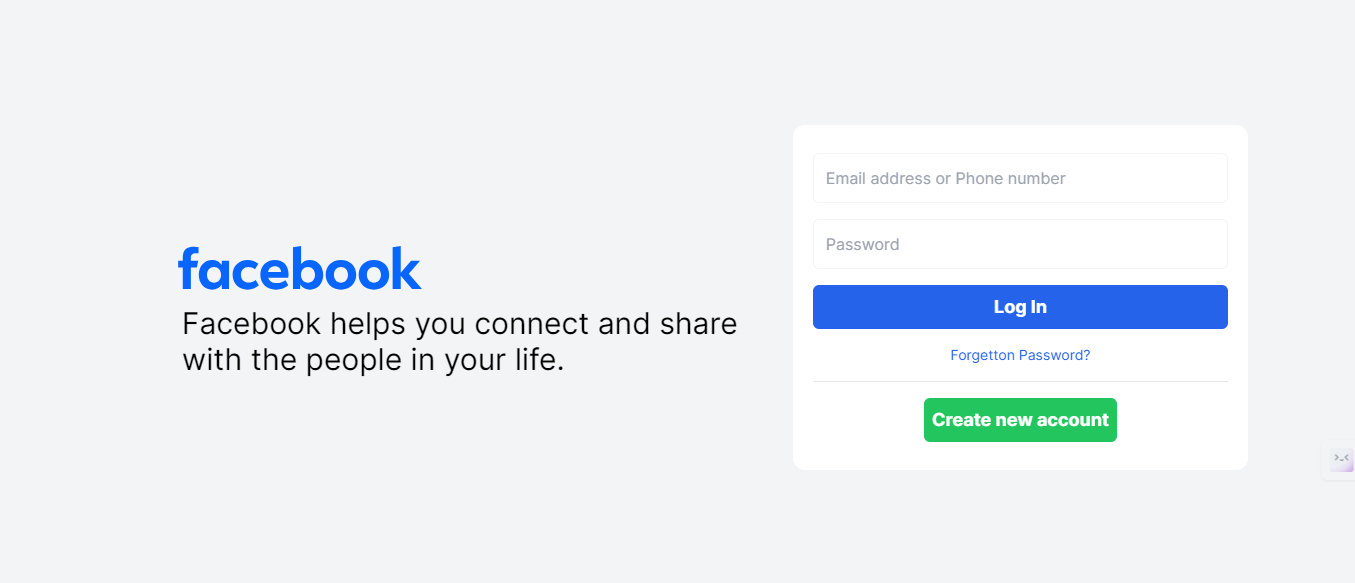 facebook
Facebook helps you connect and share
with the people in your life.
Email address or Phone number
Password
Log In
Forgetton Password?
Create new account